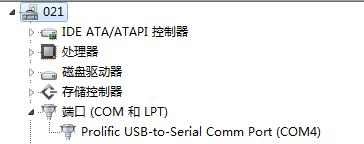 021
IDE ATA/ATAPI 控制器
处理器
磁盘驱动器
存储控制器
端口 (COM 和 LPT)
Prolific USB-to-Serial Comm Port (COM4)